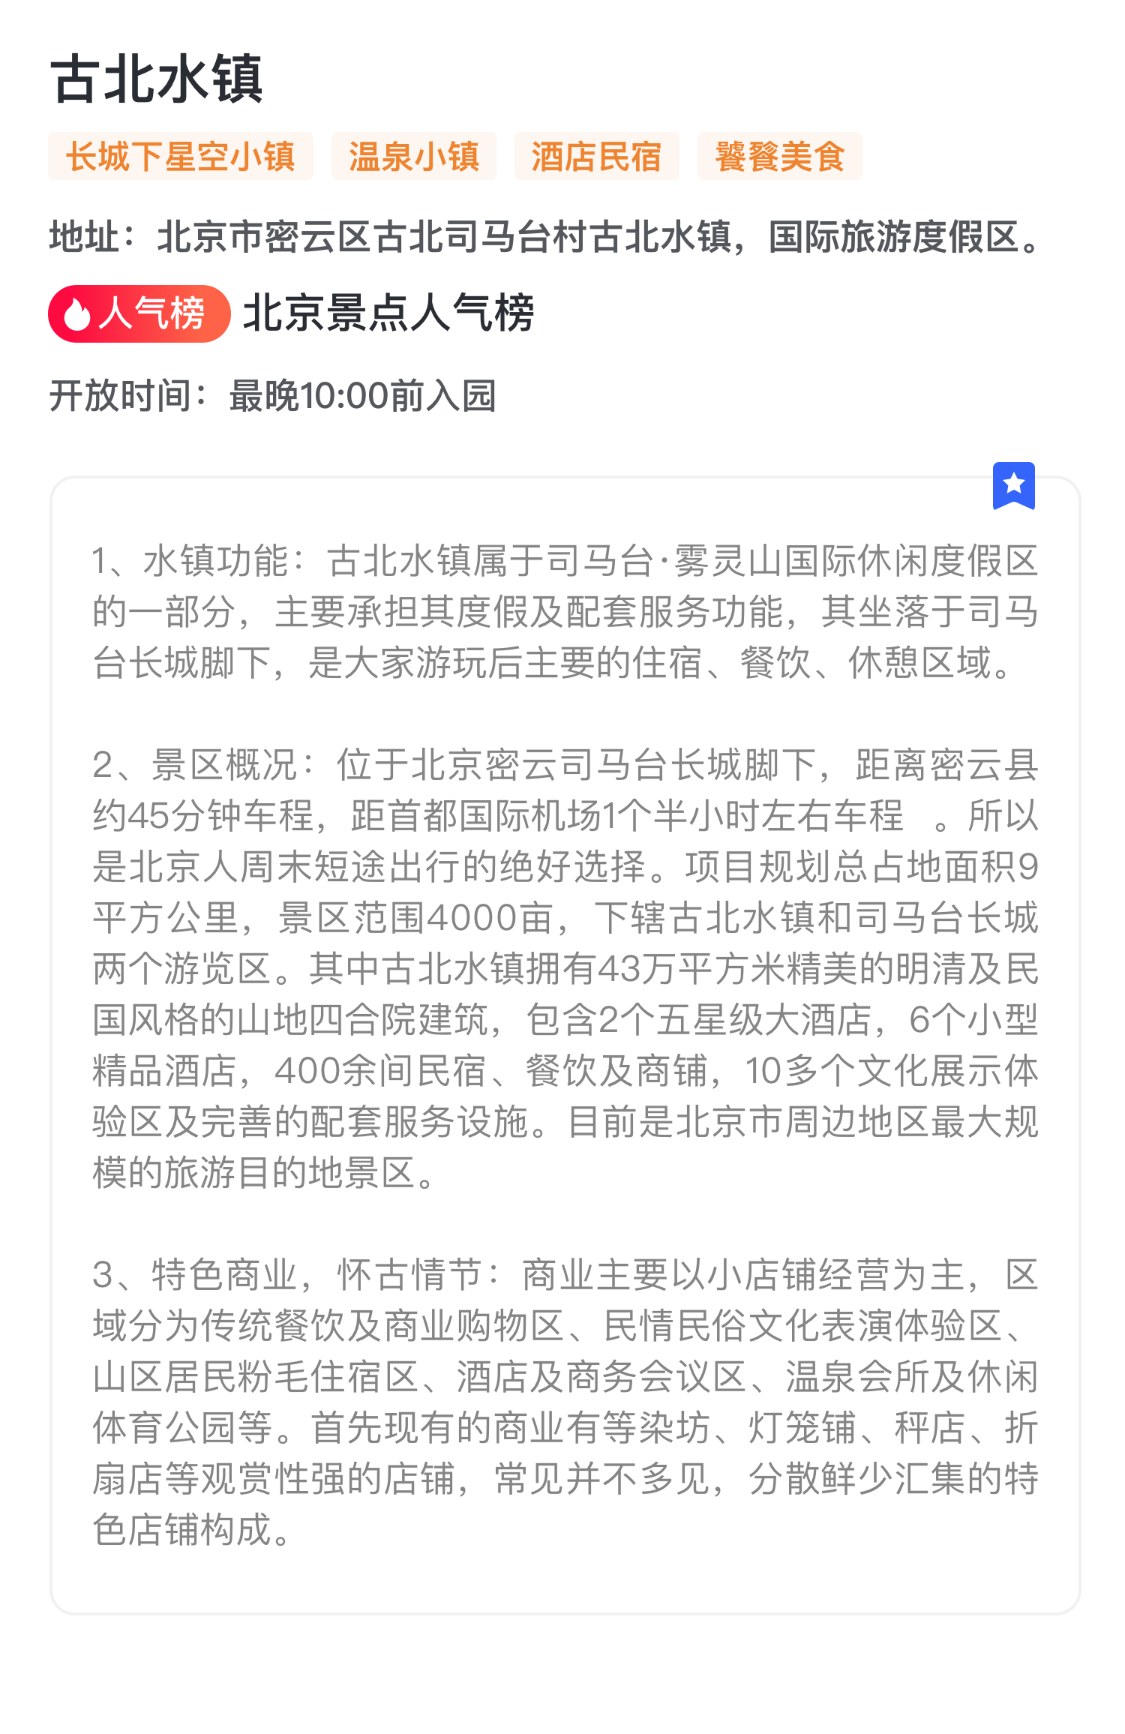 古北水镇
长城下星空小镇 温泉小镇 酒店民宿 饕餮美食
地址：北京市密云区古北司马台村古北水镇，国际旅游度假区。
人气榜 北京景点人气榜
开放时间：最晚10:00前入园
1、水镇功能：古北水镇属于司马台·雾灵山国际休闲度假区
的一部分，主要承担其度假及配套服务功能，其坐落于司马
台长城脚下，是大家游玩后主要的住宿、餐饮、休憩区域。
2、景区概况：位于北京密云司马台长城脚下，距离密云县
约45分钟车程，距首都国际机场1个半小时左右车程 。所以
是北京人周末短途出行的绝好选择。项目规划总占地面积9
平方公里，景区范围4000亩，下辖古北水镇和司马台长城
两个游览区。其中古北水镇拥有43万平方米精美的明清及民
国风格的山地四合院建筑，包含2个五星级大酒店，6个小型
精品酒店，400余间民宿、餐饮及商铺，10多个文化展示体
验区及完善的配套服务设施。目前是北京市周边地区最大规
模的旅游目的地景区。
3、特色商业，怀古情节：商业主要以小店铺经营为主，区
域分为传统餐饮及商业购物区、民情民俗文化表演体验区、
山区居民粉毛住宿区、酒店及商务会议区、温泉会所及休闲
体育公园等。首先现有的商业有等染坊、灯笼铺、秤店、折
扇店等观赏性强的店铺，常见并不多见，分散鲜少汇集的特
色店铺构成。